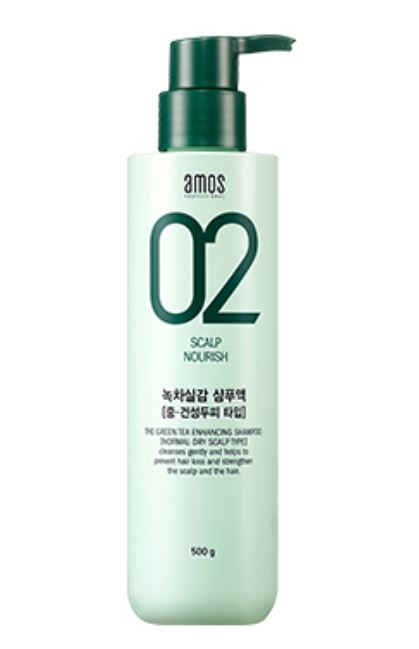 amos
PROFESSIONAL
02
SCALP
NOURISH
녹차실감 샴푸액
[중·건성두피 타입]
THE GREEN TEA ENHANCING SHAMPOO
[NORMAL·DRY SCALP TYPE]
cleanses gently and helps to
prevent hair loss and strengthen
the scalp and the hair.
500 g